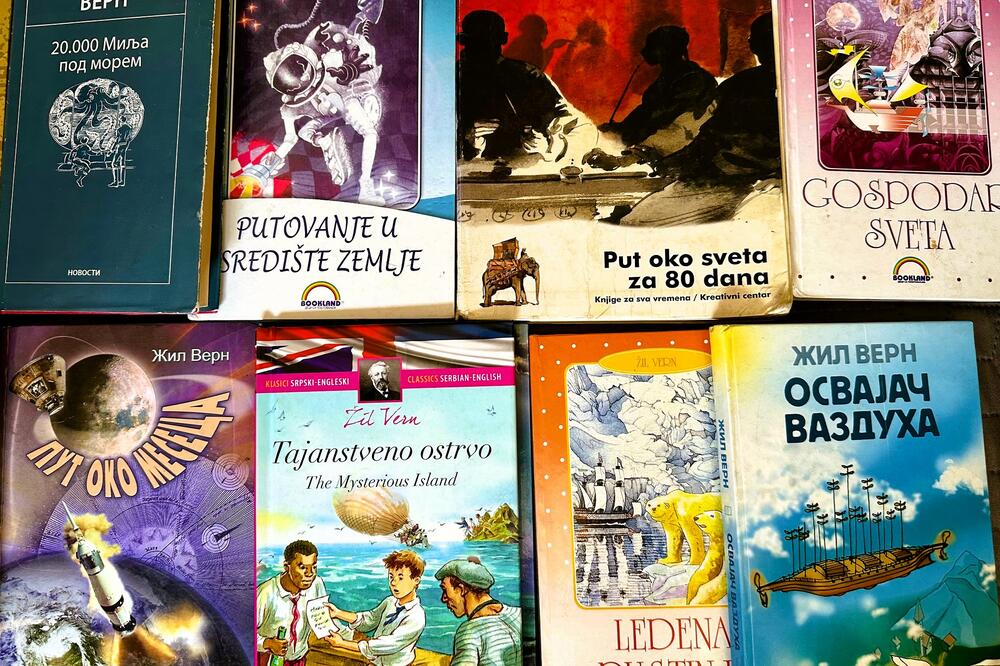 ВЕРН
20.000 Миља
под морем
НОВОСТИ
PUTOVANJE U
SREDIŠTE ZEMLJE
BOOKLAND
Put oko sveta
za 80 dana
Knjige za sva vremena / Kreativni centar
GOSPODAR
SVETA
BOOKLAND
Жил Верн
ПУТ ОКО МЕСЕЦА
KLASICI SRPSKI-ENGLESKI
CLASSICS SERBIAN-ENGLISH
Žil Vern
Tajanstveno ostrvo
The Mysterious Island
ŽIL VERN
LEDENA
ЖИЛ ВЕРН
ОСВАЈАЧ ВАЗДУХА
ЖИЛ ВЕРН
ОСВАЈАЧ
ВАЗДУХА